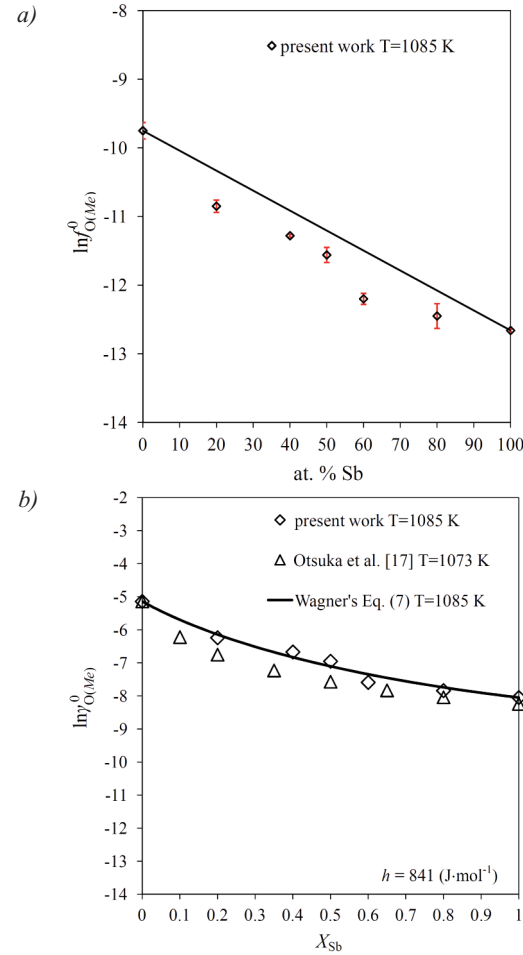 a)
-8
-9
-10
-11
-12
-13
-14
lnf⁰O(Me)
present work T=1085 K
0 10 20 30 40 50 60 70 80 90 100
at. % Sb
b)
-2
-3
-4
-5
-6
-7
-8
-9
-10
-11
-12
-13
-14
lnγ⁰O(Me)
present work T=1085 K
Otsuka et al. [17] T=1073 K
Wagner's Eq. (7) T=1085 K
h = 841 (J·mol⁻¹)
0 0.1 0.2 0.3 0.4 0.5 0.6 0.7 0.8 0.9 1
XSb